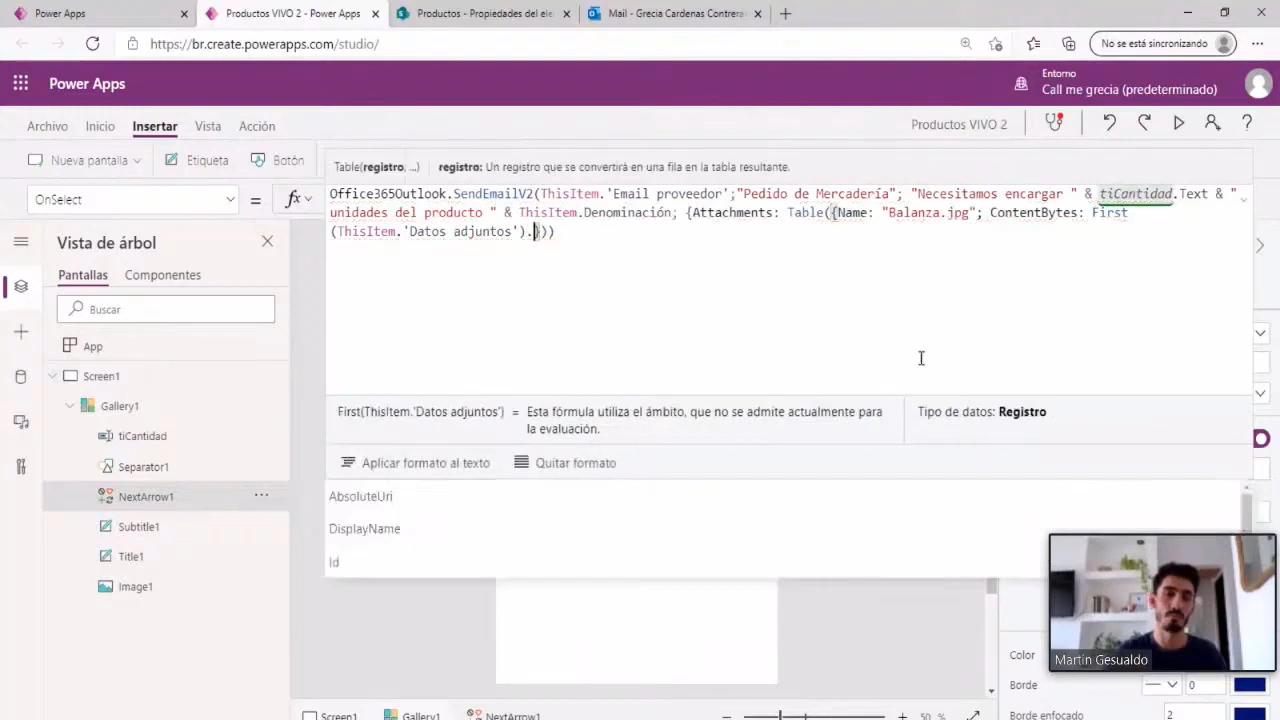 Power Apps
Productos VIVO 2 - Power Apps
Productos - Propiedades del ele
Mail - Grecia Cardenas Contrera
https://br.create.powerapps.com/studio/
No se está sincronizando
Power Apps
Entorno
Call me grecia (predeterminado)
Archivo
Inicio
Insertar
Vista
Acción
Productos VIVO 2
Nueva pantalla
Etiqueta
Botón
Table(registro, ...)
registro: Un registro que se convertirá en una fila en la tabla resultante.
OnSelect
=
fx
Office365Outlook.SendEmailV2(ThisItem.'Email proveedor';"Pedido de Mercadería"; "Necesitamos encargar " & tiCantidad.Text & "
unidades del producto " & ThisItem.Denominación; {Attachments: Table({Name: "Balanza.jpg"; ContentBytes: First
(ThisItem.'Datos adjuntos').}))
Vista de árbol
Pantallas
Componentes
Buscar
App
Screen1
Gallery1
tiCantidad
Separator1
NextArrow1
Subtitle1
Title1
Image1
First(ThisItem.'Datos adjuntos') = Esta fórmula utiliza el ámbito, que no se admite actualmente para
la evaluación.
Tipo de datos: Registro
Aplicar formato al texto
Quitar formato
AbsoluteUri
DisplayName
Id
Martín Gesualdo
Color
Borde
0
Borde enfocado
2
Screen1
Gallery1
NextArrow1
50 %